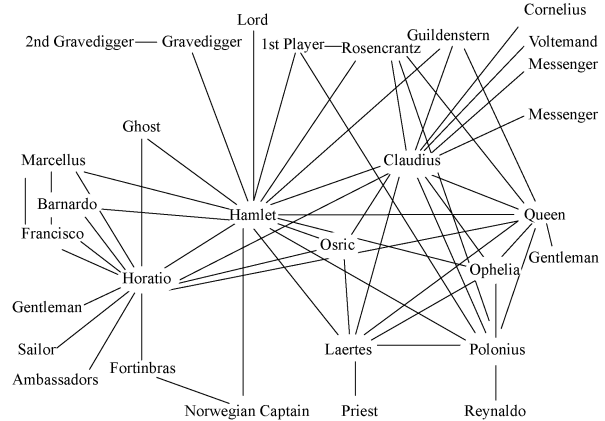 Cornelius
Lord
2nd Gravedigger
Gravedigger
1st Player
Rosencrantz
Guildenstern
Voltemand
Messenger
Messenger
Ghost
Marcellus
Claudius
Barnardo
Hamlet
Queen
Francisco
Osric
Gentleman
Ophelia
Horatio
Gentleman
Sailor
Laertes
Polonius
Ambassadors
Fortinbras
Norwegian Captain
Priest
Reynaldo